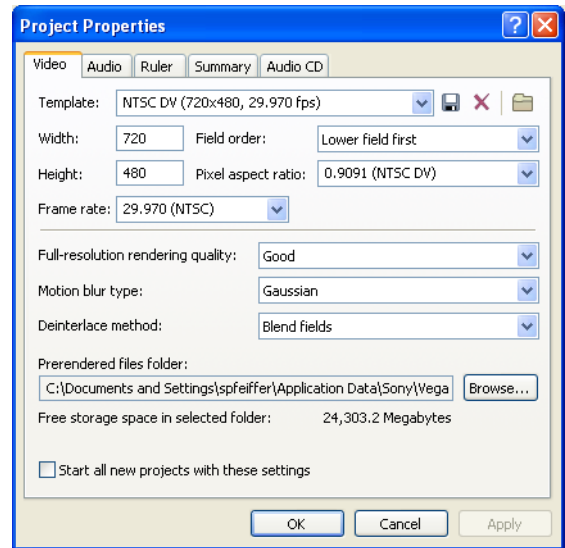 Project Properties
Video Audio Ruler Summary Audio CD
Template: NTSC DV (720x480, 29.970 fps)
Width: 720 Field order: Lower field first
Height: 480 Pixel aspect ratio: 0.9091 (NTSC DV)
Frame rate: 29.970 (NTSC)
Full-resolution rendering quality: Good
Motion blur type: Gaussian
Deinterlace method: Blend fields
Prerendered files folder:
C:\Documents and Settings\spfeiffer\Application Data\Sony\Vega Browse...
Free storage space in selected folder: 24,303.2 Megabytes
Start all new projects with these settings
OK Cancel Apply